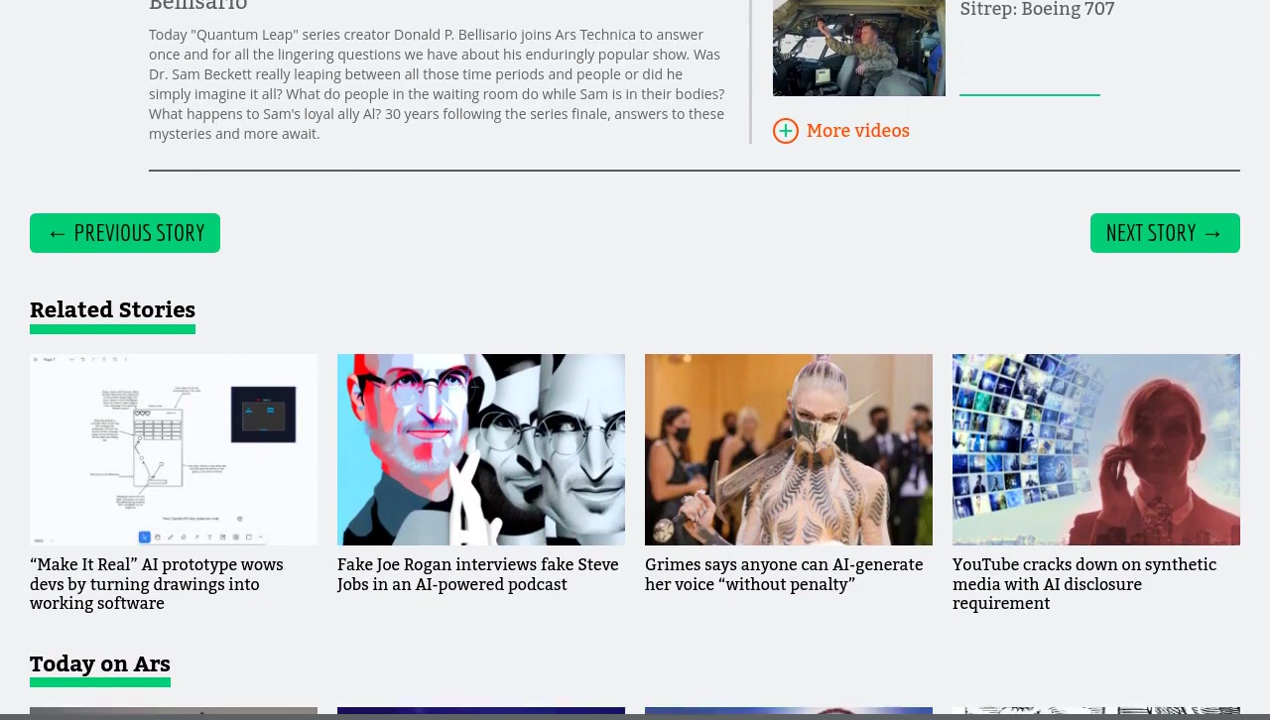 Bellisario
Today "Quantum Leap" series creator Donald P. Bellisario joins Ars Technica to answer
once and for all the lingering questions we have about his enduringly popular show. Was
Dr. Sam Beckett really leaping between all those time periods and people or did he
simply imagine it all? What do people in the waiting room do while Sam is in their bodies?
What happens to Sam's loyal ally Al? 30 years following the series finale, answers to these
mysteries and more await.
Sitrep: Boeing 707
More videos
← PREVIOUS STORY
NEXT STORY →
Related Stories
“Make It Real” AI prototype wows
devs by turning drawings into
working software
Fake Joe Rogan interviews fake Steve
Jobs in an AI-powered podcast
Grimes says anyone can AI-generate
her voice “without penalty”
YouTube cracks down on synthetic
media with AI disclosure
requirement
Today on Ars